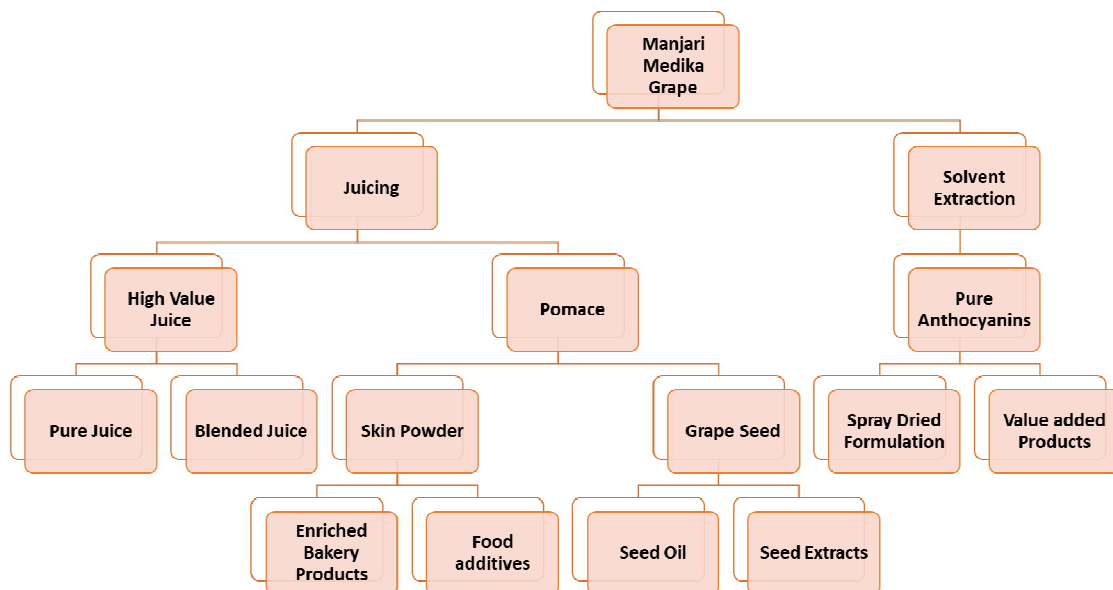 Manjari
Medika
Grape
Juicing
Solvent
Extraction
High Value
Juice
Pomace
Pure
Anthocyanins
Pure Juice
Blended Juice
Skin Powder
Grape Seed
Spray Dried
Formulation
Value added
Products
Enriched
Bakery
Products
Food
additives
Seed Oil
Seed Extracts